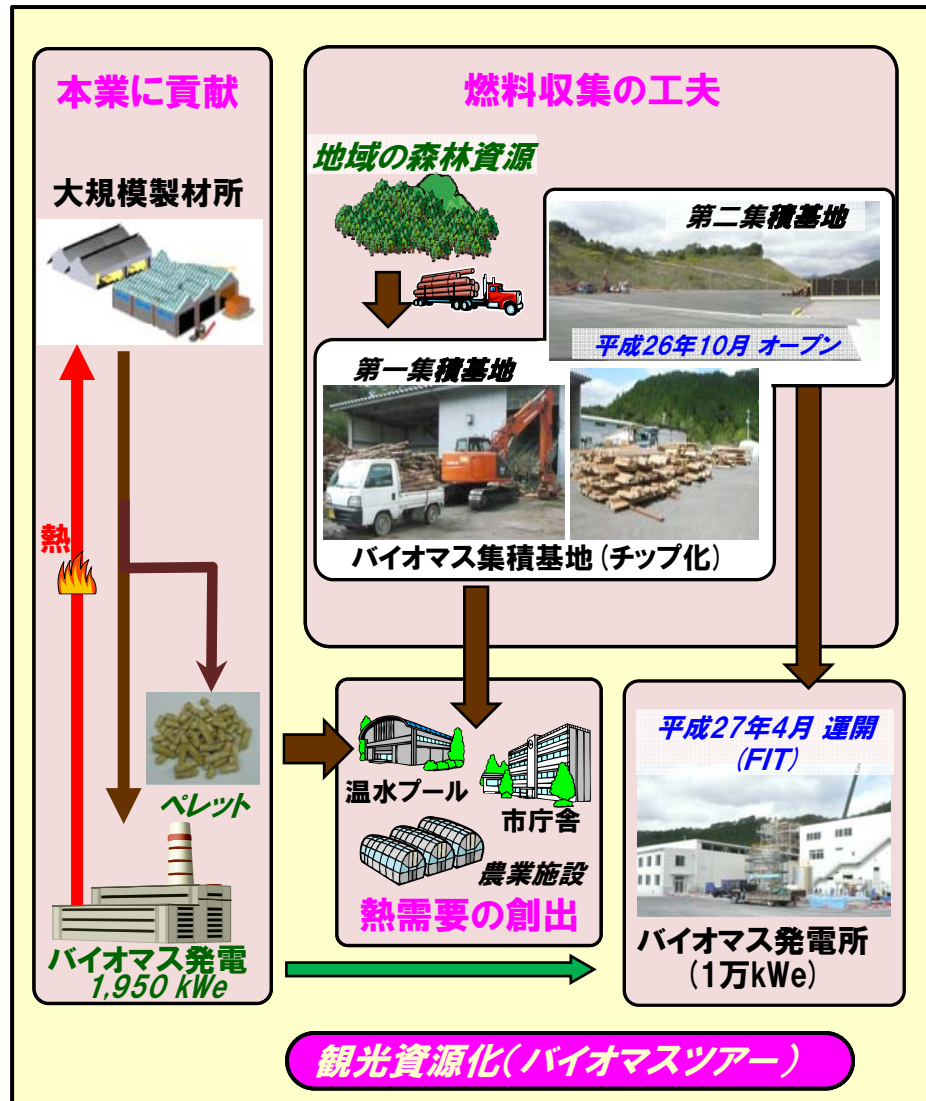 本業に貢献
大規模製材所
熱
ペレット
バイオマス発電
1,950 kWe
燃料収集の工夫
地域の森林資源
第二集積基地
平成26年10月 オープン
第一集積基地
バイオマス集積基地(チップ化)
温水プール
市庁舎
農業施設
熱需要の創出
平成27年4月 運開
(FIT)
バイオマス発電所
(1万kWe)
観光資源化(バイオマスツアー)